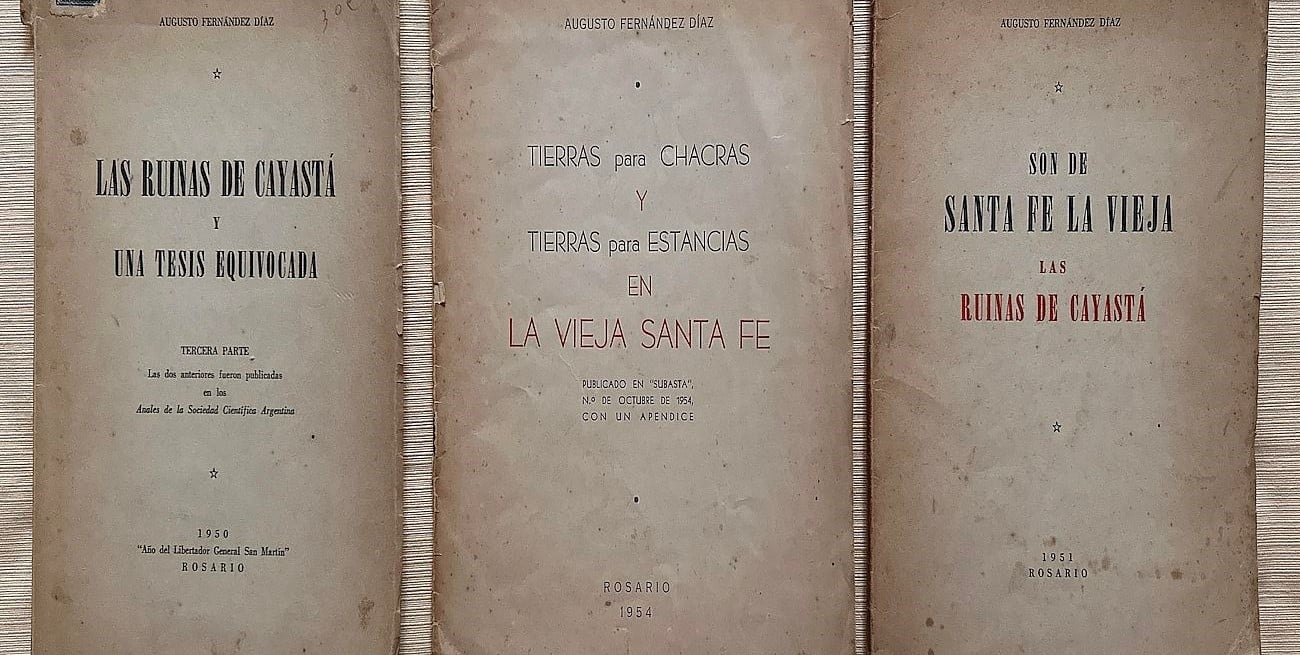 AUGUSTO FERNÁNDEZ DÍAZ
LAS RUINAS DE CAYASTÁ
Y
UNA TESIS EQUIVOCADA
TERCERA PARTE
Las dos anteriores fueron publicadas
en los
Anales de la Sociedad Científica Argentina
1950
"Año del Libertador General San Martín"
ROSARIO
AUGUSTO FERNÁNDEZ DÍAZ
TIERRAS para CHACRAS
Y
TIERRAS para ESTANCIAS
EN
LA VIEJA SANTA FE
PUBLICADO EN "SUBASTA",
N.º DE OCTUBRE DE 1954,
CON UN APENDICE
ROSARIO
1954
AUGUSTO FERNÁNDEZ DÍAZ
SON DE
SANTA FE LA VIEJA
LAS
RUINAS DE CAYASTÁ
1951
ROSARIO